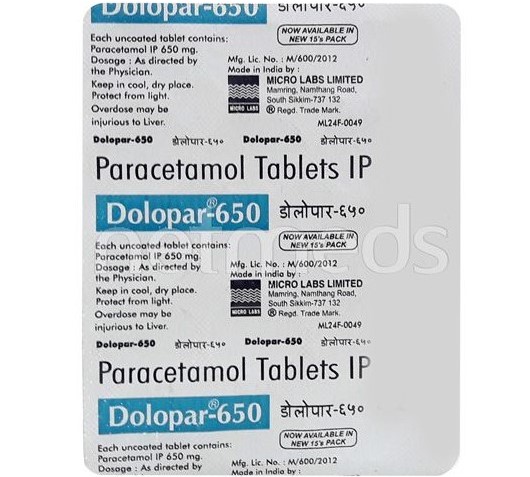 Dolopar-650 डोलोपार-६५०
NOW AVAILABLE IN
NEW 15's PACK
Each uncoated tablet contains:
Paracetamol IP 650 mg.
Dosage : As directed by
the Physician.
Keep in cool, dry place.
Protect from light.
Overdose may be
injurious to Liver.
Mfg. Lic. No. : M/600/2012
Made in India by :
MICRO LABS LIMITED
Mamring, Namthang Road,
South Sikkim-737 132
MICRO LABS ® Regd. Trade Mark.
ML24F-0049
Dolopar-650 डोलोपार-६५० Dolopar-650 डोलोपार-६५०
Paracetamol Tablets IP
Dolopar®-650 डोलोपार-६५०
NOW AVAILABLE IN
NEW 15's PACK
Each uncoated tablet contains:
Paracetamol IP 650 mg.
Dosage : As directed by
the Physician.
Keep in cool, dry place.
Protect from light.
Overdose may be
injurious to Liver.
Mfg. Lic. No. : M/600/2012
Made in India by :
MICRO LABS LIMITED
Mamring, Namthang Road,
South Sikkim-737 132
MICRO LABS ® Regd. Trade Mark.
ML24F-0049
Dolopar-650 डोलोपार-६५० Dolopar-650 डोलोपार-६५०
Paracetamol Tablets IP
Dolopar®-650 डोलोपार-६५०
NOW AVAILABLE IN
NEW 15's PACK
Each uncoated tablet contains:
Paracetamol IP 650 mg.
Dosage : As directed by
Mfg. Lic. No. : M/600/2012
Made in India by :